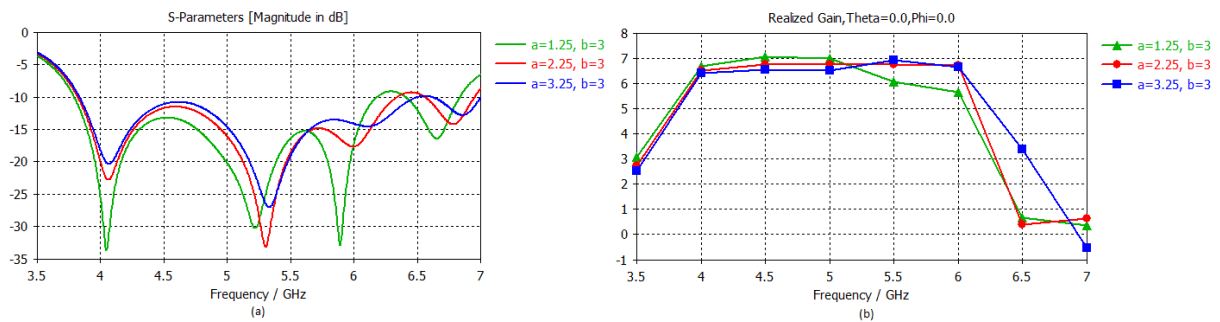 S-Parameters [Magnitude in dB]
0
-5
-10
-15
-20
-25
-30
-35
3.5 4 4.5 5 5.5 6 6.5 7
Frequency / GHz
(a)
a=1.25, b=3
a=2.25, b=3
a=3.25, b=3
Realized Gain,Theta=0.0,Phi=0.0
8
7
6
5
4
3
2
1
0
-1
3.5 4 4.5 5 5.5 6 6.5 7
Frequency / GHz
(b)
a=1.25, b=3
a=2.25, b=3
a=3.25, b=3